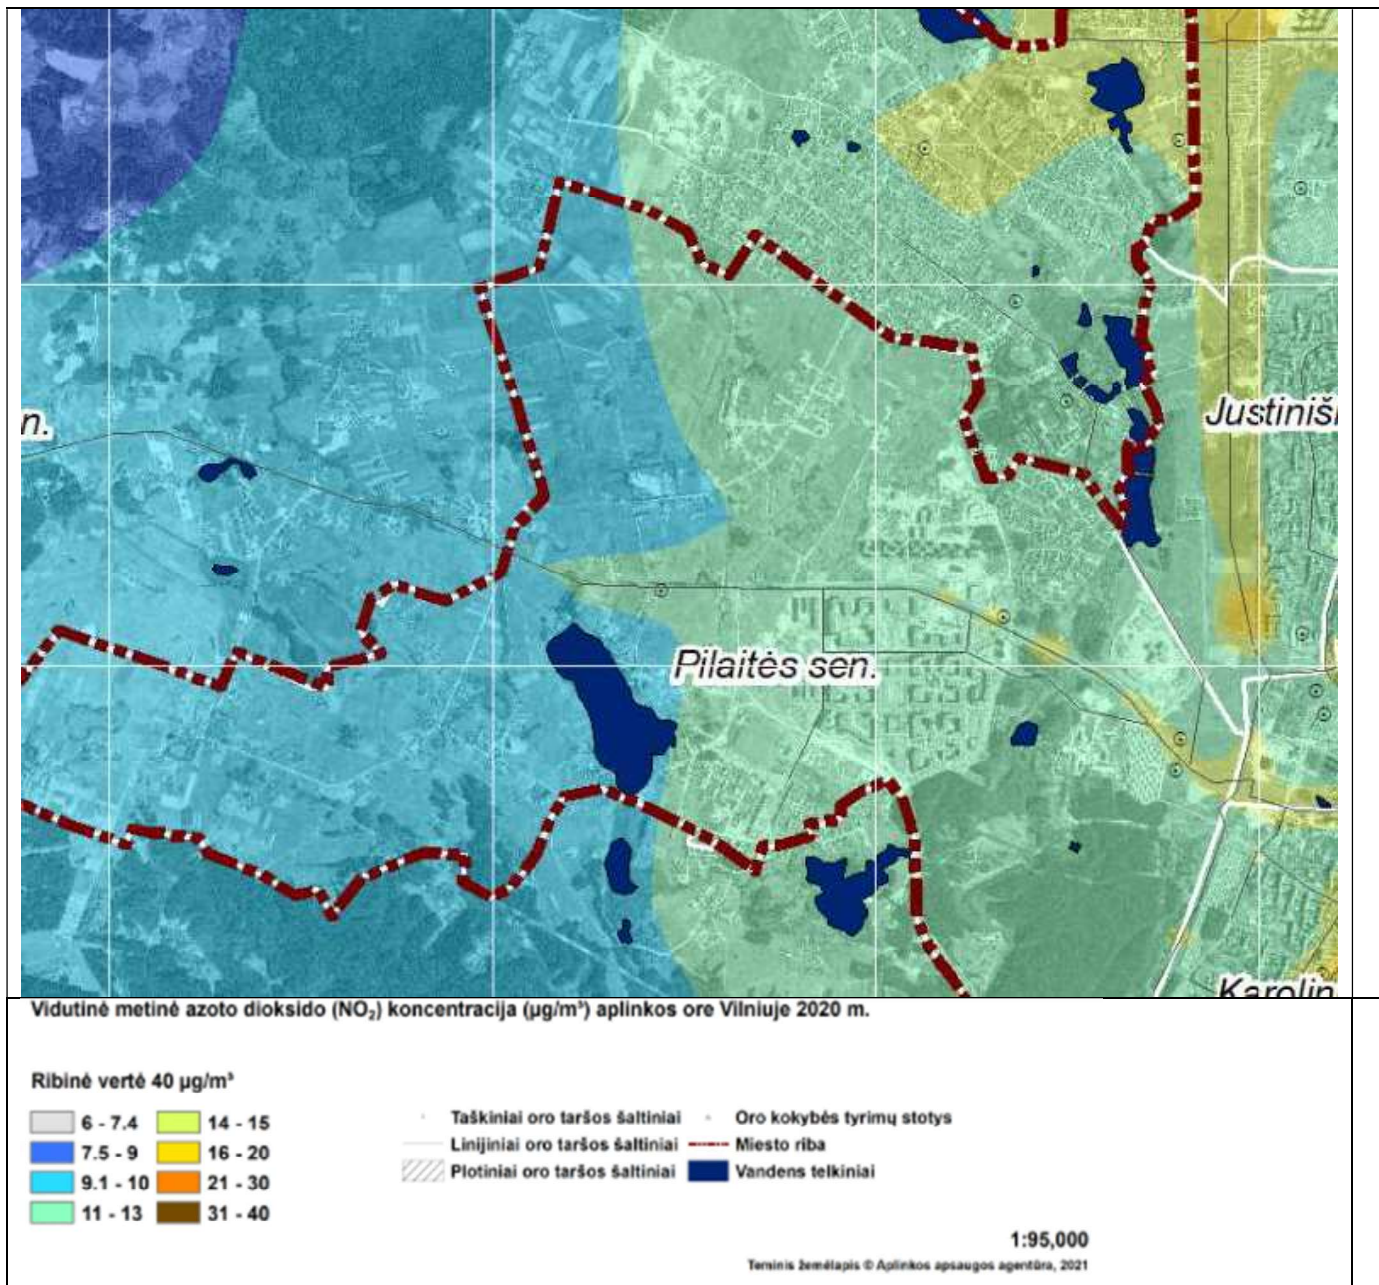 n.
Justiniš
Pilaitės sen.
Karolin
Vidutinė metinė azoto dioksido (NO₂) koncentracija (µg/m³) aplinkos ore Vilniuje 2020 m.
Ribinė vertė 40 µg/m³
6 - 7.4
14 - 15
7.5 - 9
16 - 20
9.1 - 10
21 - 30
11 - 13
31 - 40
Taškiniai oro taršos šaltiniai
Oro kokybės tyrimų stotys
Linijiniai oro taršos šaltiniai
Miesto riba
Plotiniai oro taršos šaltiniai
Vandens telkiniai
1:95,000
Teminis žemėlapis © Aplinkos apsaugos agentūra, 2021